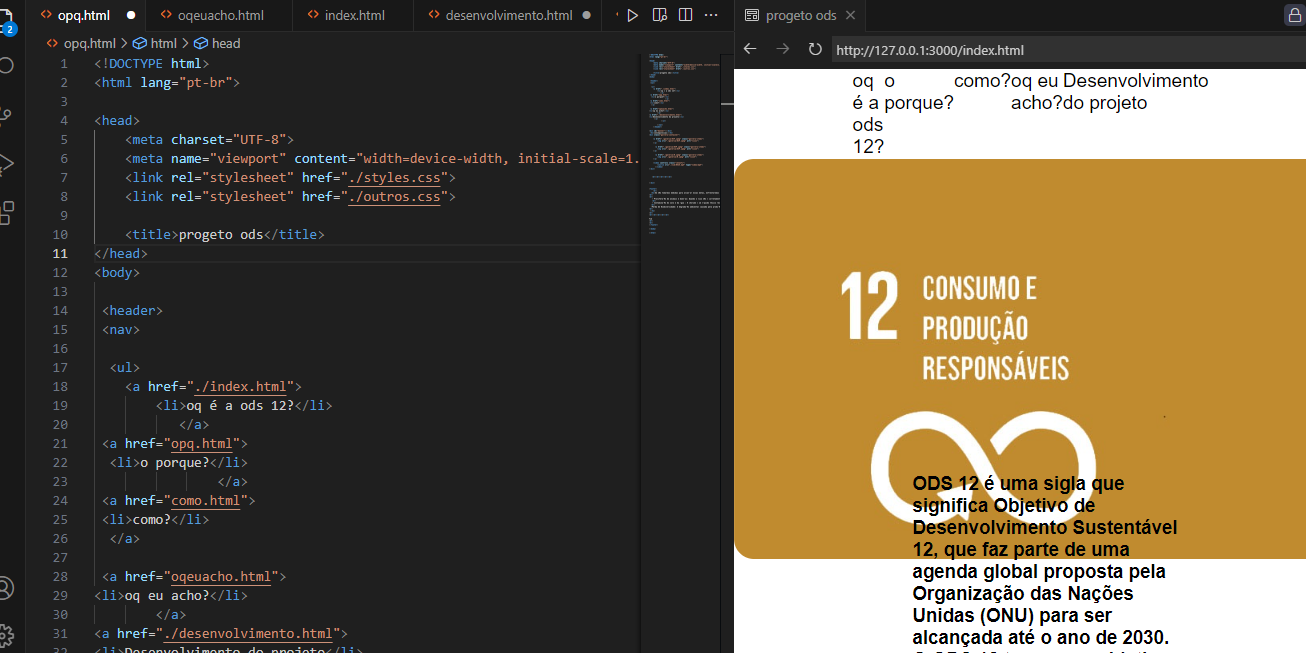 opq.html
oqeuacho.html
index.html
desenvolvimento.html
progeto ods
2
opq.html > html > head
http://127.0.0.1:3000/index.html
1 <!DOCTYPE html>
2 <html lang="pt-br">
3
4 <head>
5 <meta charset="UTF-8">
6 <meta name="viewport" content="width=device-width, initial-scale=1.
7 <link rel="stylesheet" href="./styles.css">
8 <link rel="stylesheet" href="./outros.css">
9
10 <title>progeto ods</title>
11 </head>
12 <body>
13
14 <header>
15 <nav>
16
17 <ul>
18 <a href="./index.html">
19 <li>oq é a ods 12?</li>
20 </a>
21 <a href="opq.html">
22 <li>o porque?</li>
23 </a>
24 <a href="como.html">
25 <li>como?</li>
26 </a>
27
28 <a href="oqeuacho.html">
29 <li>oq eu acho?</li>
30 </a>
31 <a href="./desenvolvimento.html">
32 <li>Desenvolvimento do projeto</li>
oq o como?oq eu Desenvolvimento
é a porque? acho?do projeto
ods
12?
12 CONSUMO E
PRODUÇÃO
RESPONSÁVEIS
ODS 12 é uma sigla que
significa Objetivo de
Desenvolvimento Sustentável
12, que faz parte de uma
agenda global proposta pela
Organização das Nações
Unidas (ONU) para ser
alcançada até o ano de 2030.